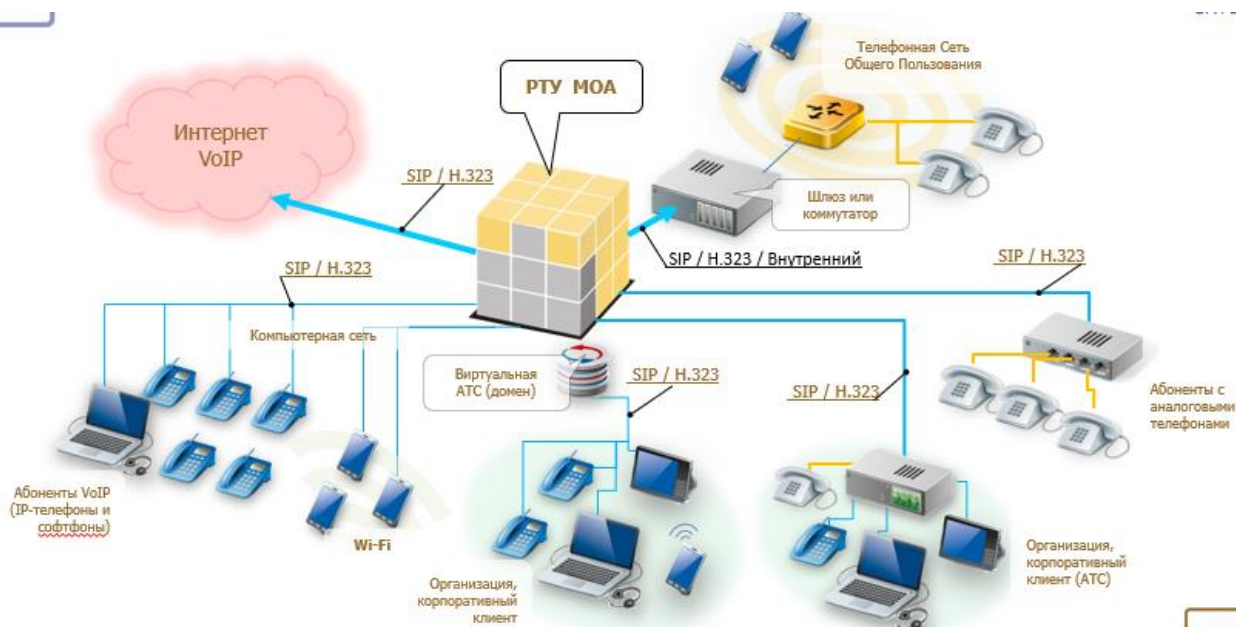 Телефонная Сеть
Общего Пользования
РТУ МОА
Интернет
VoIP
SIP / H.323
Шлюз или
коммутатор
SIP / H.323 / Внутренний
SIP / H.323
SIP / H.323
Компьютерная сеть
Виртуальная
АТС (домен)
SIP / H.323
SIP / H.323
Абоненты с
аналоговыми
телефонами
Абоненты VoIP
(IP-телефоны и
софтфоны)
Wi-Fi
Организация,
корпоративный
клиент (АТС)
Организация,
корпоративный
клиент